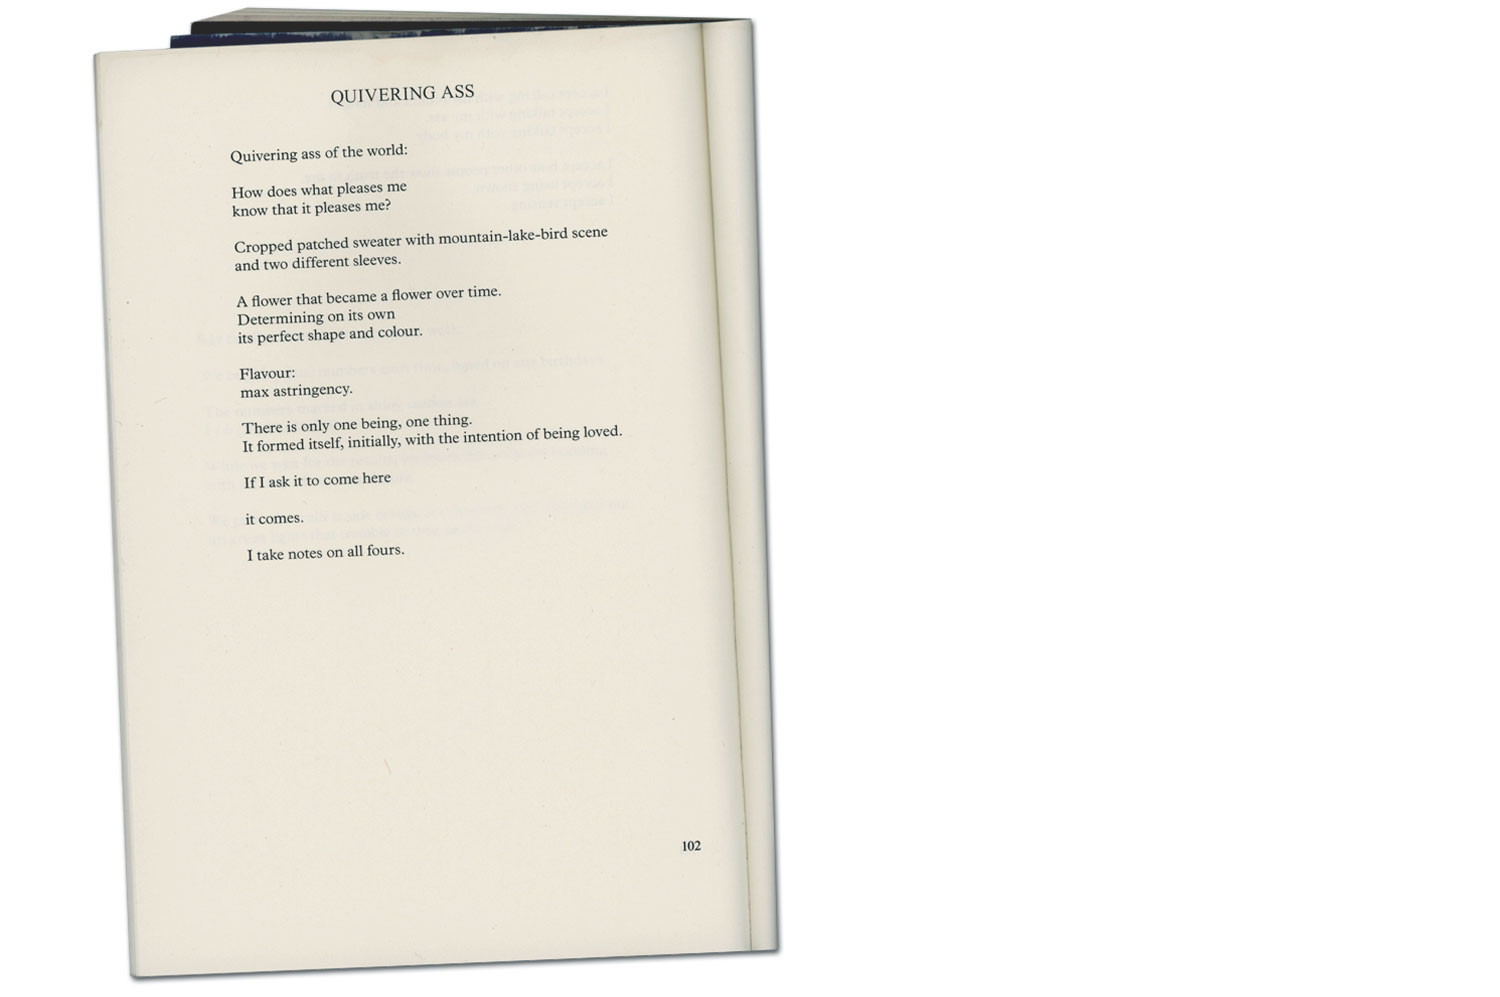 QUIVERING ASS
Quivering ass of the world:
How does what pleases me
know that it pleases me?
Cropped patched sweater with mountain-lake-bird scene
and two different sleeves.
A flower that became a flower over time.
Determining on its own
its perfect shape and colour.
Flavour:
max astringency.
There is only one being, one thing.
It formed itself, initially, with the intention of being loved.
If I ask it to come here
it comes.
I take notes on all fours.
102